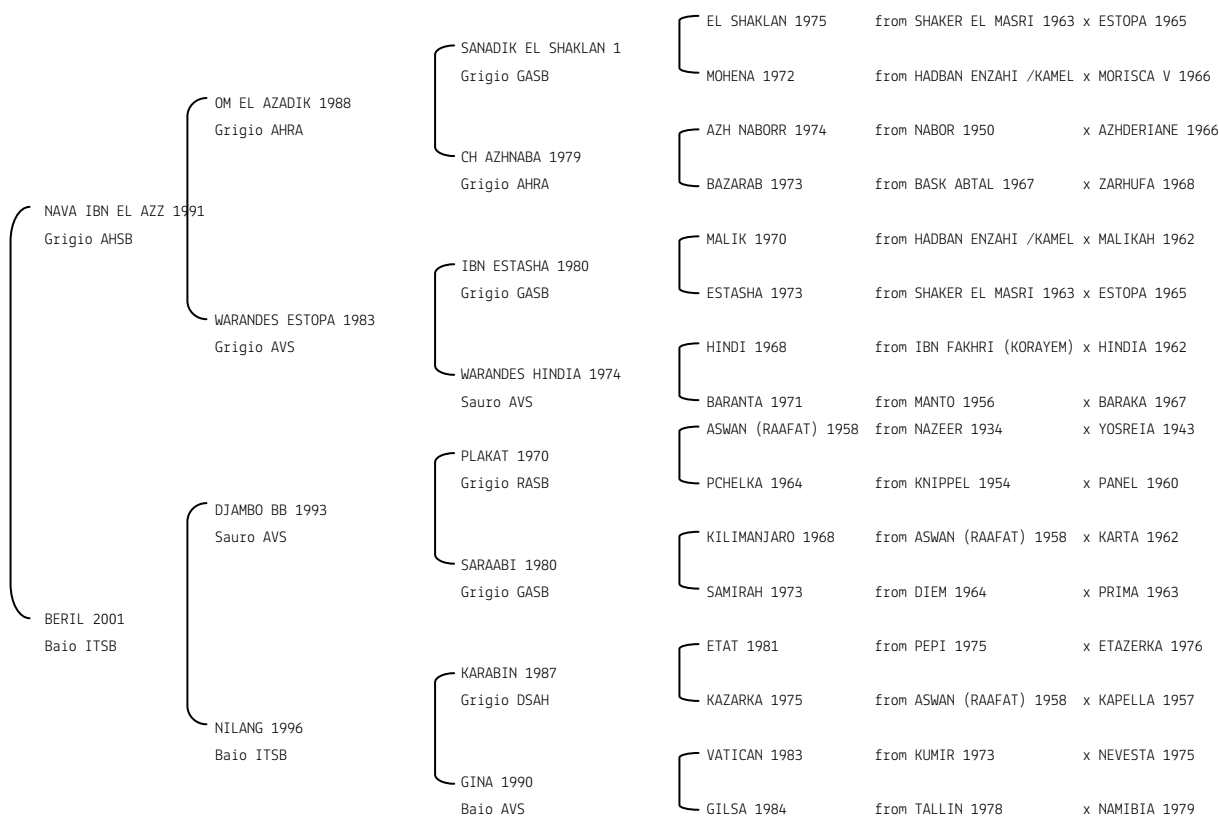 EL SHAKLAN 1975 from SHAKER EL MASRI 1963 x ESTOPA 1965
SANADIK EL SHAKLAN 1
Grigio GASB MOHENA 1972 from HADBAN ENZAHI /KAMEL x MORISCA V 1966
OM EL AZADIK 1988
Grigio AHRA AZH NABORR 1974 from NABOR 1950 x AZHDERIANE 1966
CH AZHNABA 1979
Grigio AHRA BAZARAB 1973 from BASK ABTAL 1967 x ZARHUFA 1968
NAVA IBN EL AZZ 1991
Grigio AHSB MALIK 1970 from HADBAN ENZAHI /KAMEL x MALIKAH 1962
IBN ESTASHA 1980
Grigio GASB ESTASHA 1973 from SHAKER EL MASRI 1963 x ESTOPA 1965
WARANDES ESTOPA 1983
Grigio AVS HINDI 1968 from IBN FAKHRI (KORAYEM) x HINDIA 1962
WARANDES HINDIA 1974
Sauro AVS BARANTA 1971 from MANTO 1956 x BARAKA 1967
ASWAN (RAAFAT) 1958 from NAZEER 1934 x YOSREIA 1943
PLAKAT 1970
Grigio RASB PCHELKA 1964 from KNIPPEL 1954 x PANEL 1960
DJAMBO BB 1993
Sauro AVS KILIMANJARO 1968 from ASWAN (RAAFAT) 1958 x KARTA 1962
SARAABI 1980
Grigio GASB SAMIRAH 1973 from DIEM 1964 x PRIMA 1963
BERIL 2001
Baio ITSB ETAT 1981 from PEPI 1975 x ETAZERKA 1976
KARABIN 1987
Grigio DSAH KAZARKA 1975 from ASWAN (RAAFAT) 1958 x KAPELLA 1957
NILANG 1996
Baio ITSB VATICAN 1983 from KUMIR 1973 x NEVESTA 1975
GINA 1990
Baio AVS GILSA 1984 from TALLIN 1978 x NAMIBIA 1979